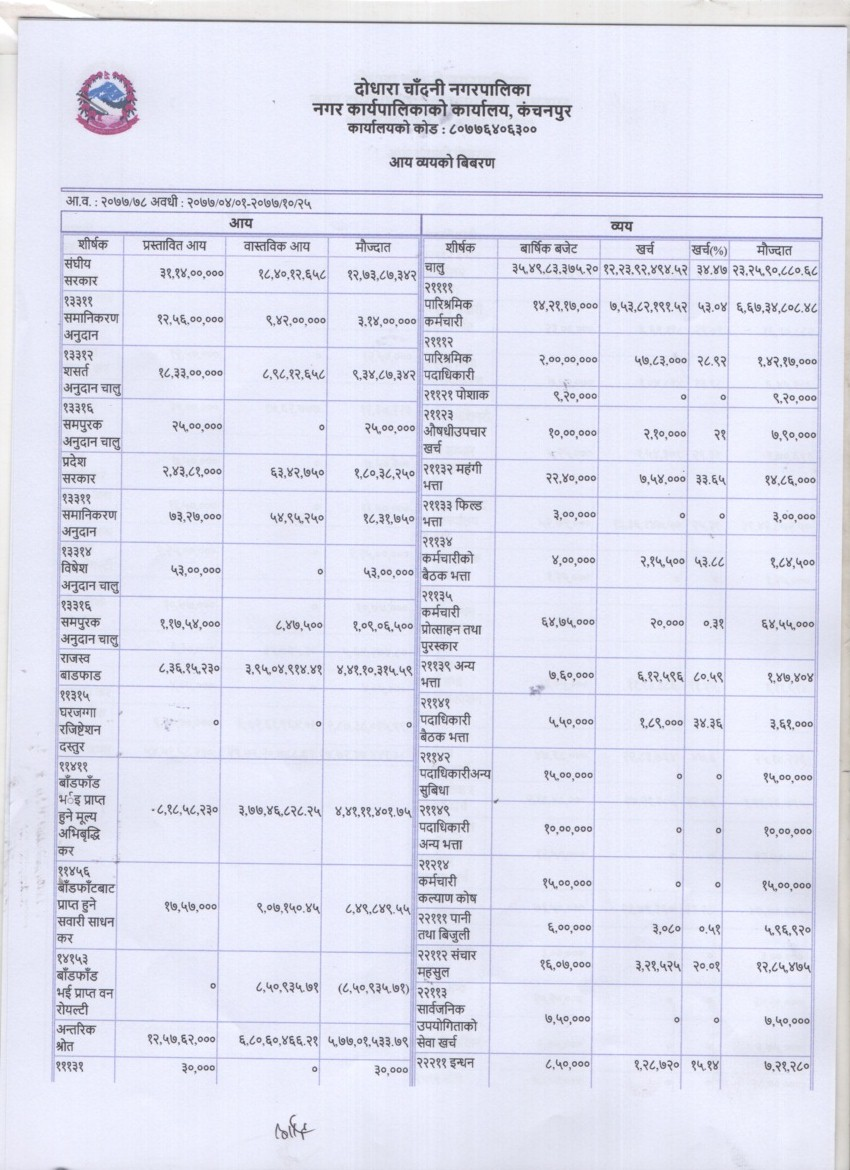 दोधारा चाँदनी नगरपालिका
नगर कार्यपालिकाको कार्यालय, कंचनपुर
कार्यालयको कोड : ८०७७६४०६३००
आय व्ययको बिबरण
आ.व. : २०७७/७८ अवधी : २०७७/०४/०१-२०७७/१०/२५
आय
शीर्षक प्रस्तावित आय वास्तविक आय मौज्दात
संघीय
सरकार ३१,१४,००,००० १८,४०,१२,६५८ १२,७३,८७,३४२
१३३११
समानिकरण
अनुदान १२,५६,००,००० ९,४२,००,००० ३,१४,००,०००
१३३१२
शसर्त
अनुदान चालु १८,३३,००,००० ८,९८,१२,६५८ ९,३४,८७,३४२
१३३१६
समपुरक
अनुदान चालु २५,००,००० ० २५,००,०००
प्रदेश
सरकार २,४३,८१,००० ६३,४२,७५० १,८०,३८,२५०
१३३११
समानिकरण
अनुदान ७३,२७,००० ५४,९५,२५० १८,३१,७५०
१३३१४
विषेश
अनुदान चालु ५३,००,००० ० ५३,००,०००
१३३१६
समपुरक
अनुदान चालु १,१७,५४,००० ८,४७,५०० १,०९,०६,५००
राजस्व
बाडफाड ८,३६,१५,२३० ३,९५,०४,९१४.४१ ४,४१,१०,३१५.५९
११३१५
घरजग्गा
रजिष्ट्रेशन
दस्तुर ० ० ०
११४११
बाँडफाँड
भर्इ प्राप्त
हुने मूल्य
अभिबृद्धि
कर ८,१८,५८,२३० ३,७७,४६,८२८.२५ ४,४१,११,४०१.७५
११४५६
बाँडफाँटबाट
प्राप्त हुने
सवारी साधन
कर १७,५७,००० ९,०७,१५०.४५ ८,४९,८४९.५५
१४१५३
बाँडफाँड
भई प्राप्त वन
रोयल्टी ० ८,५०,९३५.७१ (८,५०,९३५.७१)
अन्तरिक
श्रोत १२,५७,६२,००० ६,८०,६०,४६६.२१ ५,७७,०१,५३३.७९
१११३१ ३०,००० ० ३०,०००
व्यय
शीर्षक बार्षिक बजेट खर्च खर्च(%) मौज्दात
चालु ३५,४९,८३,३७५.२० १२,२३,९२,४९४.५२ ३४.४७ २३,२५,९०,८८०.६८
२११११
पारिश्रमिक
कर्मचारी १४,२१,१७,००० ७,५३,८२,१९१.५२ ५३.०४ ६,६७,३४,८०८.४८
२१११२
पारिश्रमिक
पदाधिकारी २,००,००,००० ५७,८३,००० २८.९२ १,४२,१७,०००
२११२१ पोशाक ९,२०,००० ० ० ९,२०,०००
२११२३
औषधीउपचार
खर्च १०,००,००० २,१०,००० २१ ७,९०,०००
२११३२ महंगी
भत्ता २२,४०,००० ७,५४,००० ३३.६५ १४,८६,०००
२११३३ फिल्ड
भत्ता ३,००,००० ० ० ३,००,०००
२११३४
कर्मचारीको
बैठक भत्ता ४,००,००० २,१५,५०० ५३.८८ १,८४,५००
२११३५
कर्मचारी
प्रोत्साहन तथा
पुरस्कार ६४,७५,००० २०,००० ०.३१ ६४,५५,०००
२११३९ अन्य
भत्ता ७,६०,००० ६,१२,५९६ ८०.५९ १,४७,४०४
२११४१
पदाधिकारी
बैठक भत्ता ५,५०,००० १,८९,००० ३४.३६ ३,६१,०००
२११४२
पदाधिकारीअन्य
सुबिधा १५,००,००० ० ० १५,००,०००
२११४९
पदाधिकारी
अन्य भत्ता १०,००,००० ० ० १०,००,०००
२१२१४
कर्मचारी
कल्याण कोष १५,००,००० ० ० १५,००,०००
२२१११ पानी
तथा बिजुली ६,००,००० ३,०८० ०.५१ ५,९६,९२०
२२११२ संचार
महसुल १६,०७,००० ३,२१,५२५ २०.०१ १२,८५,४७५
२२११३
सार्वजनिक
उपयोगिताको
सेवा खर्च ७,५०,००० ० ० ७,५०,०००
२२२११ इन्धन ८,५०,००० १,२८,७२० १५.१४ ७,२१,२८०